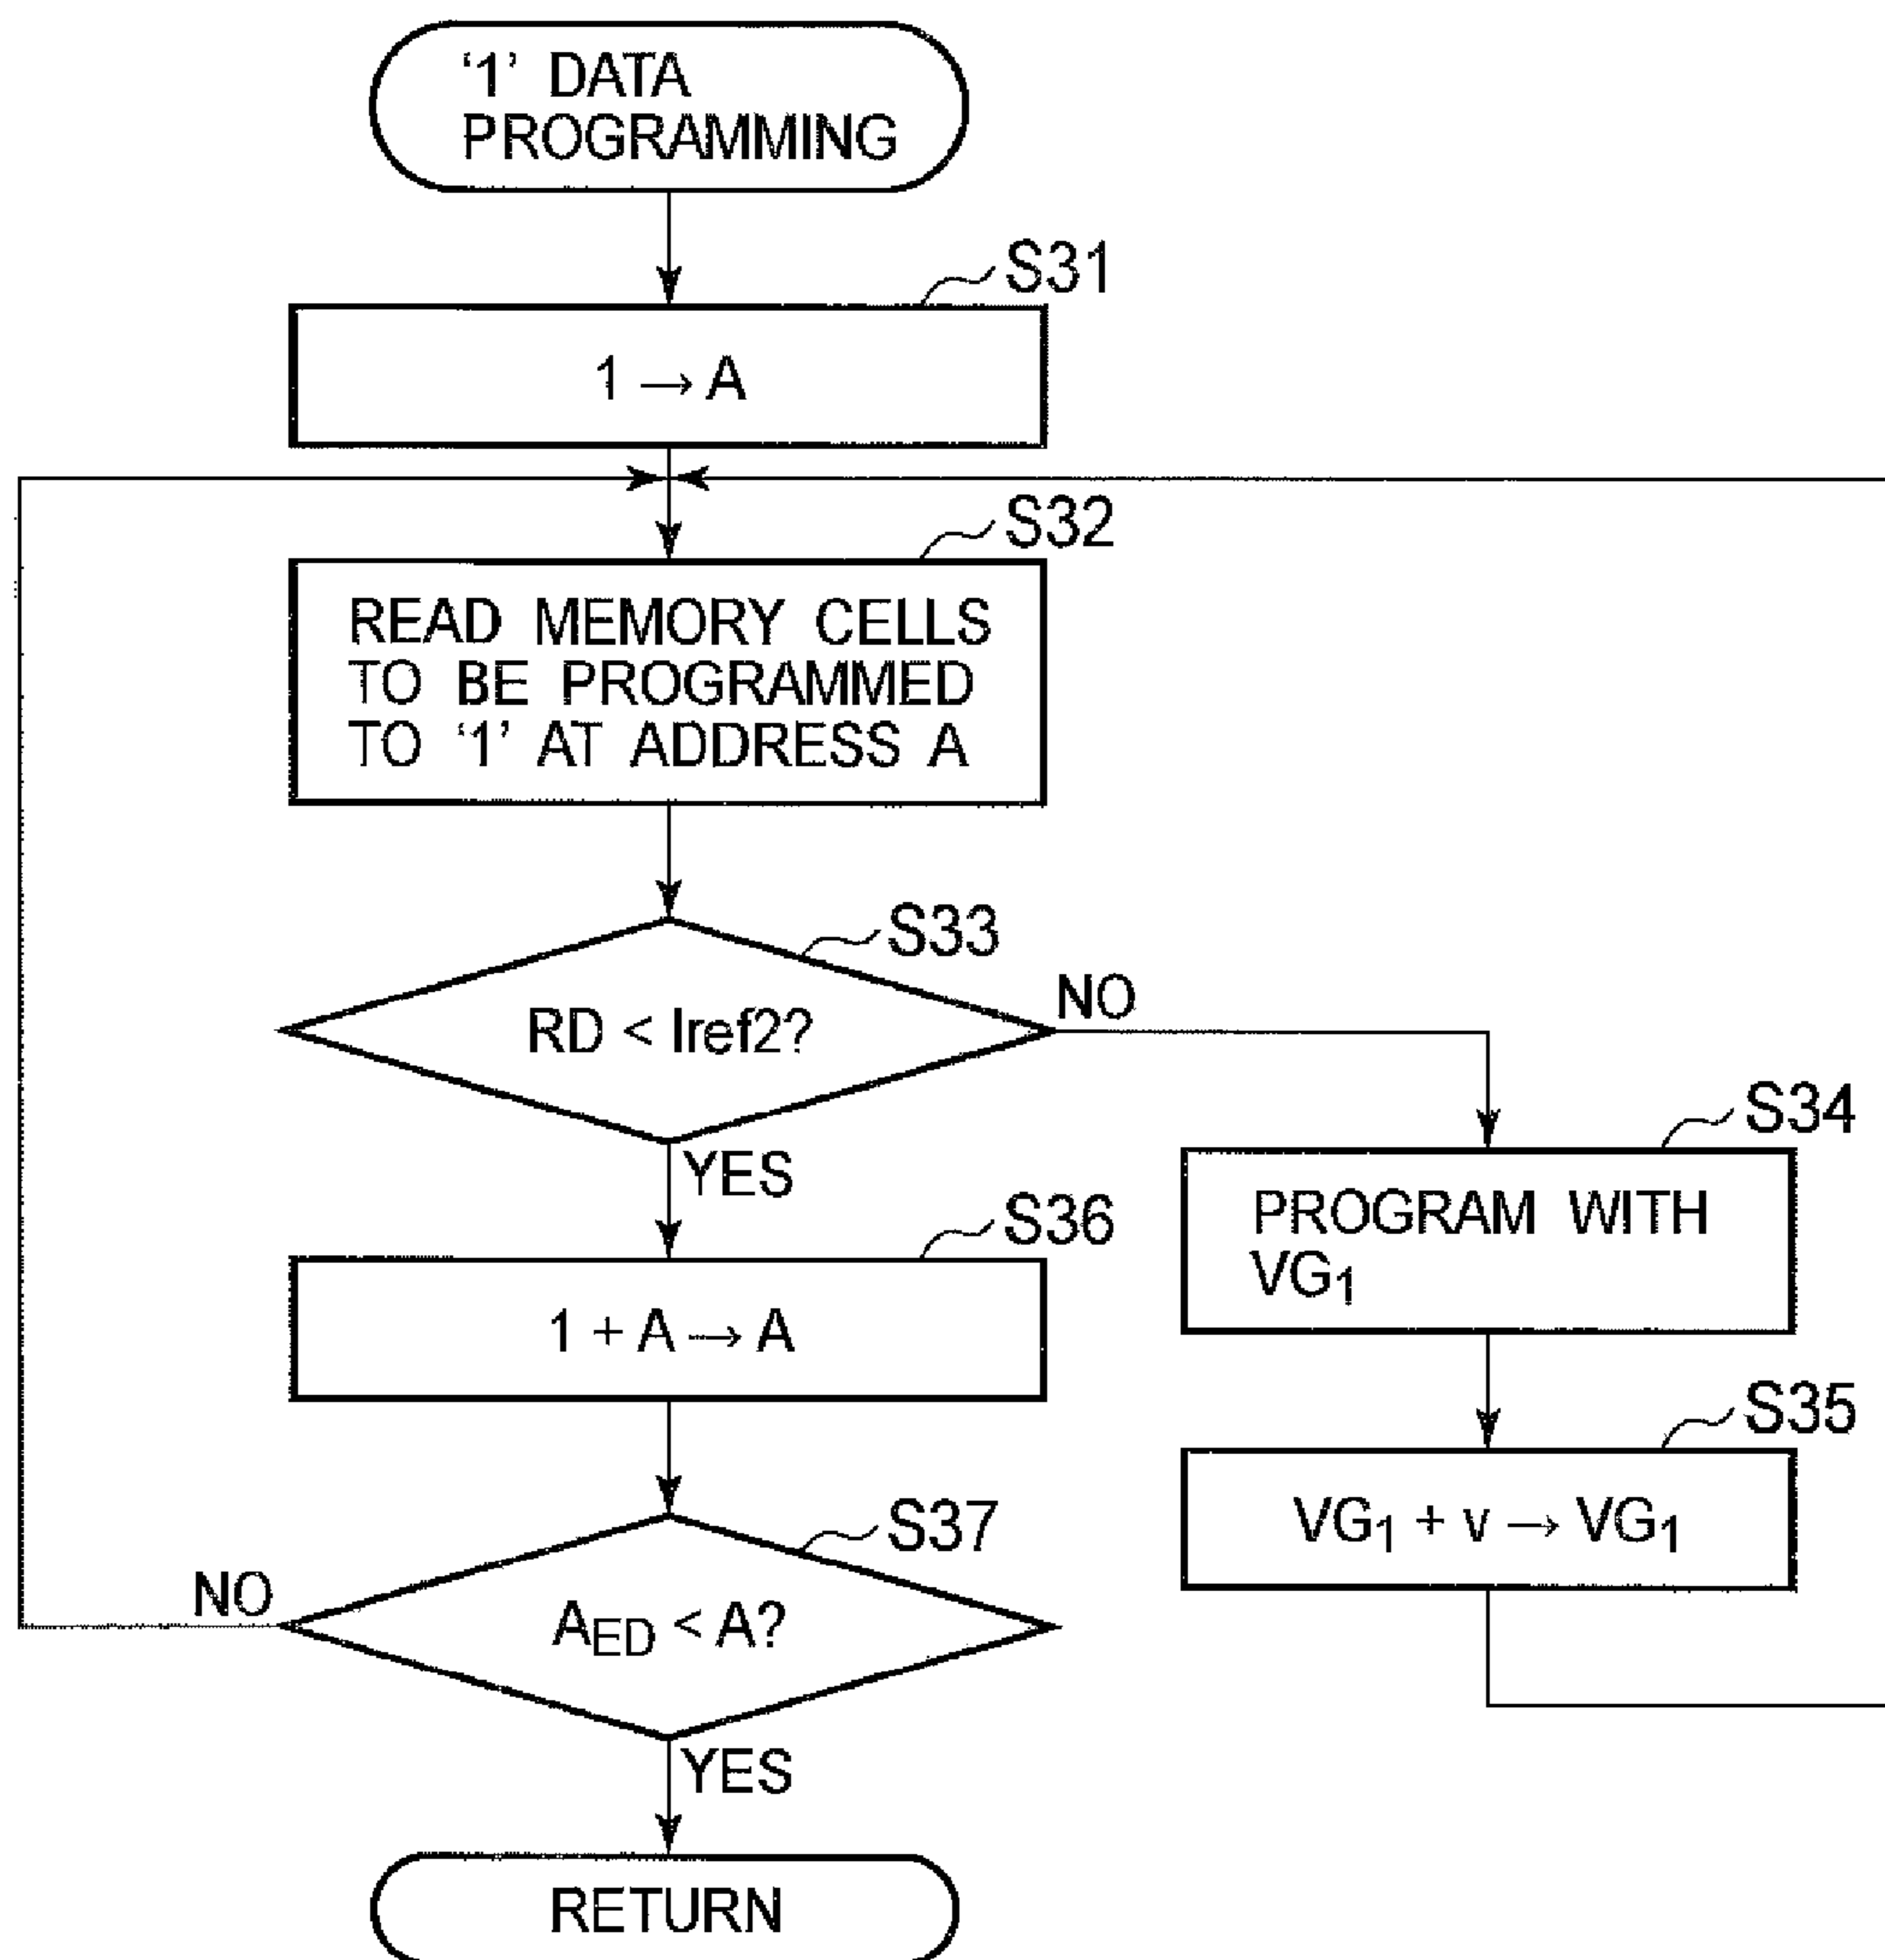 ‘1’ DATA
PROGRAMMING
S31
1 → A
S32
READ MEMORY CELLS
TO BE PROGRAMMED
TO ‘1’ AT ADDRESS A
S33
RD < Iref2?
NO
YES
S34
PROGRAM WITH
VG₁
S36
1 + A → A
S35
VG₁ + v → VG₁
S37
A_ED < A?
NO
YES
RETURN